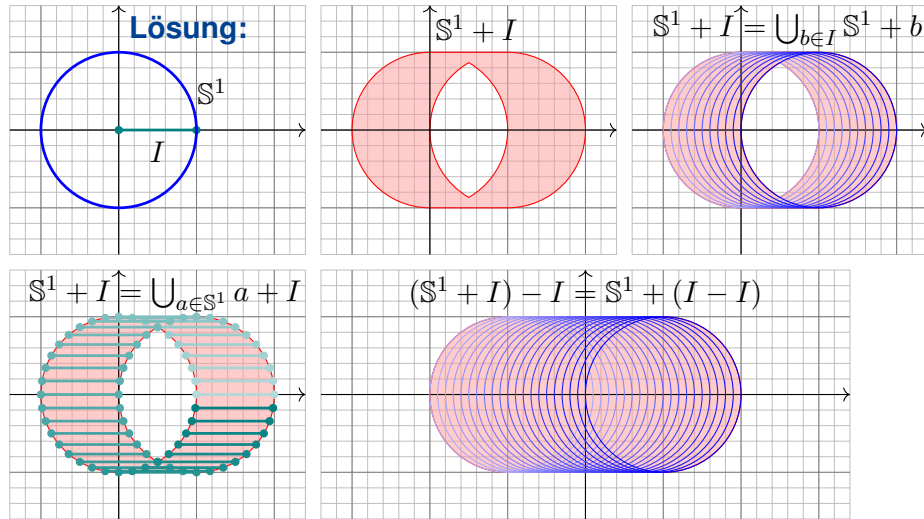 Lösung:
𝕊¹
I
𝕊¹ + I
𝕊¹ + I = ⋃_{b∈I} 𝕊¹ + b
𝕊¹ + I = ⋃_{a∈𝕊¹} a + I
(𝕊¹ + I) − I = 𝕊¹ + (I − I)